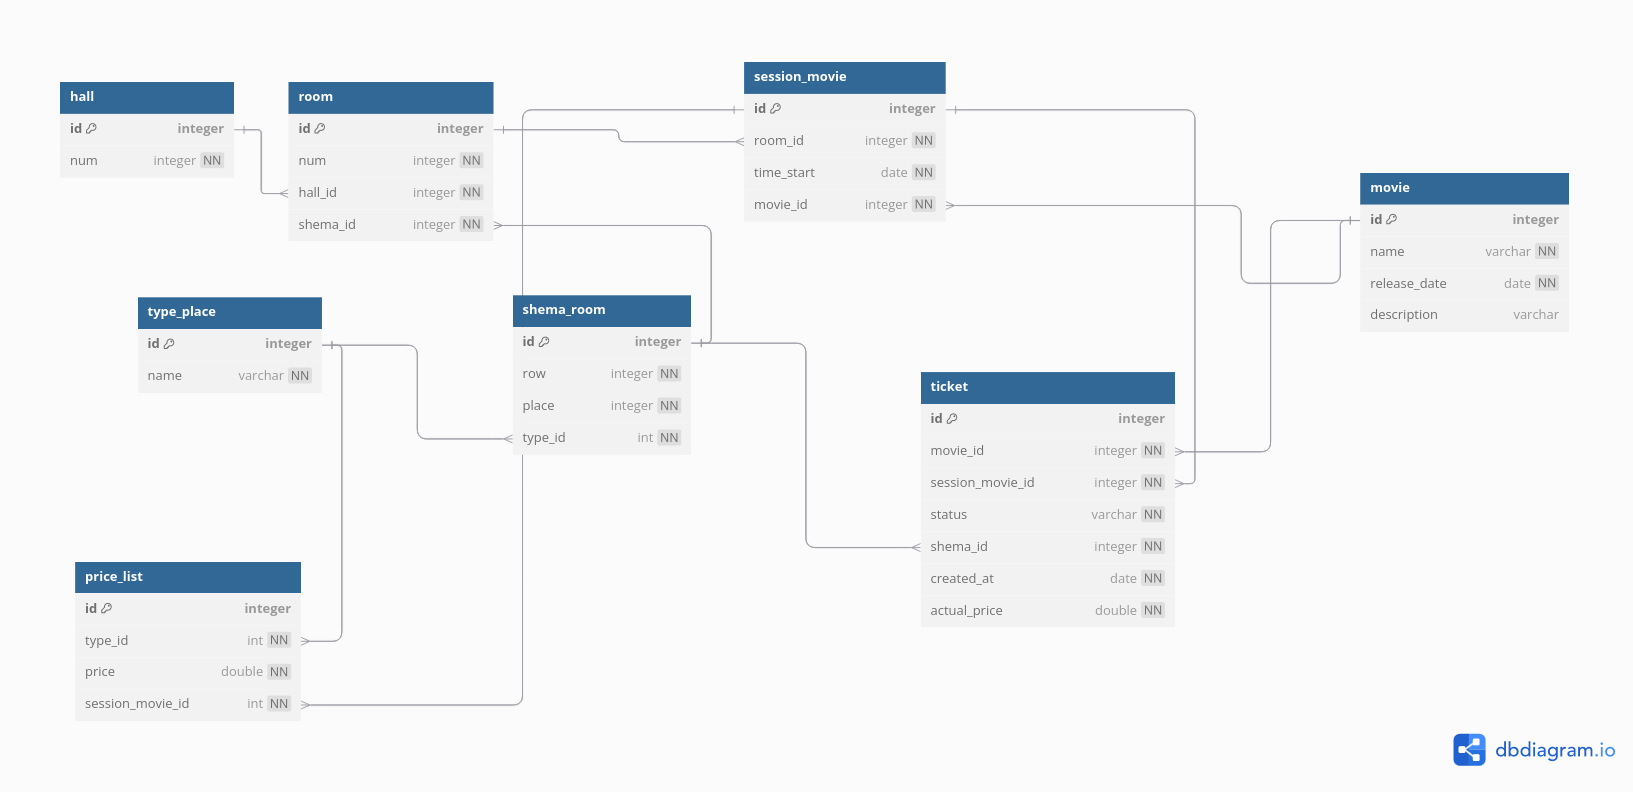 hall
id integer
num integer NN
room
id integer
num integer NN
hall_id integer NN
shema_id integer NN
session_movie
id integer
room_id integer NN
time_start date NN
movie_id integer NN
movie
id integer
name varchar NN
release_date date NN
description varchar
type_place
id integer
name varchar NN
shema_room
id integer
row integer NN
place integer NN
type_id int NN
ticket
id integer
movie_id integer NN
session_movie_id integer NN
status varchar NN
shema_id integer NN
created_at date NN
actual_price double NN
price_list
id integer
type_id int NN
price double NN
session_movie_id int NN
dbdiagram.io